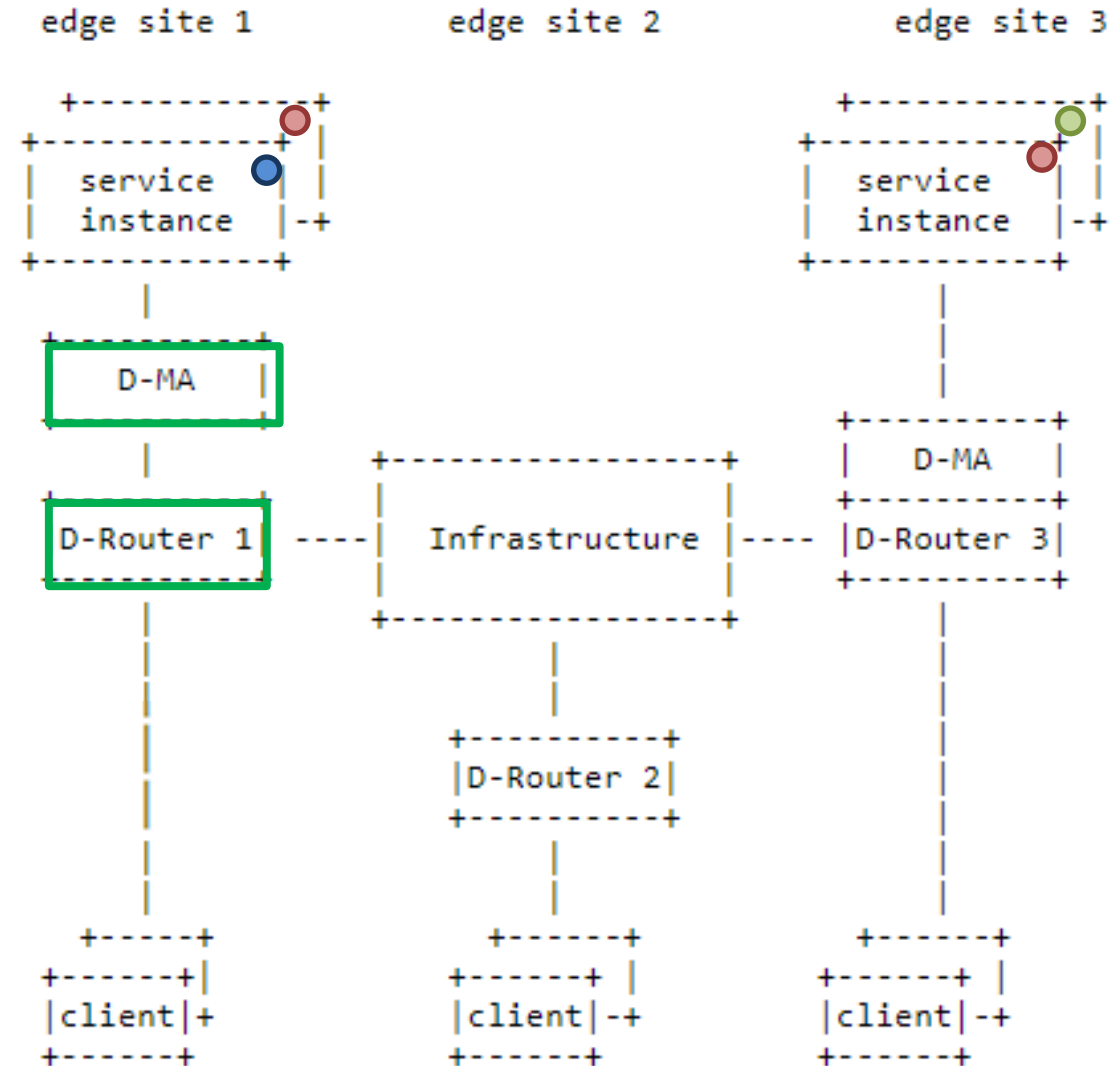 edge site 1 edge site 2 edge site 3
service service
instance instance
D-MA
D-MA
D-Router 1 Infrastructure D-Router 3
D-Router 2
client client client